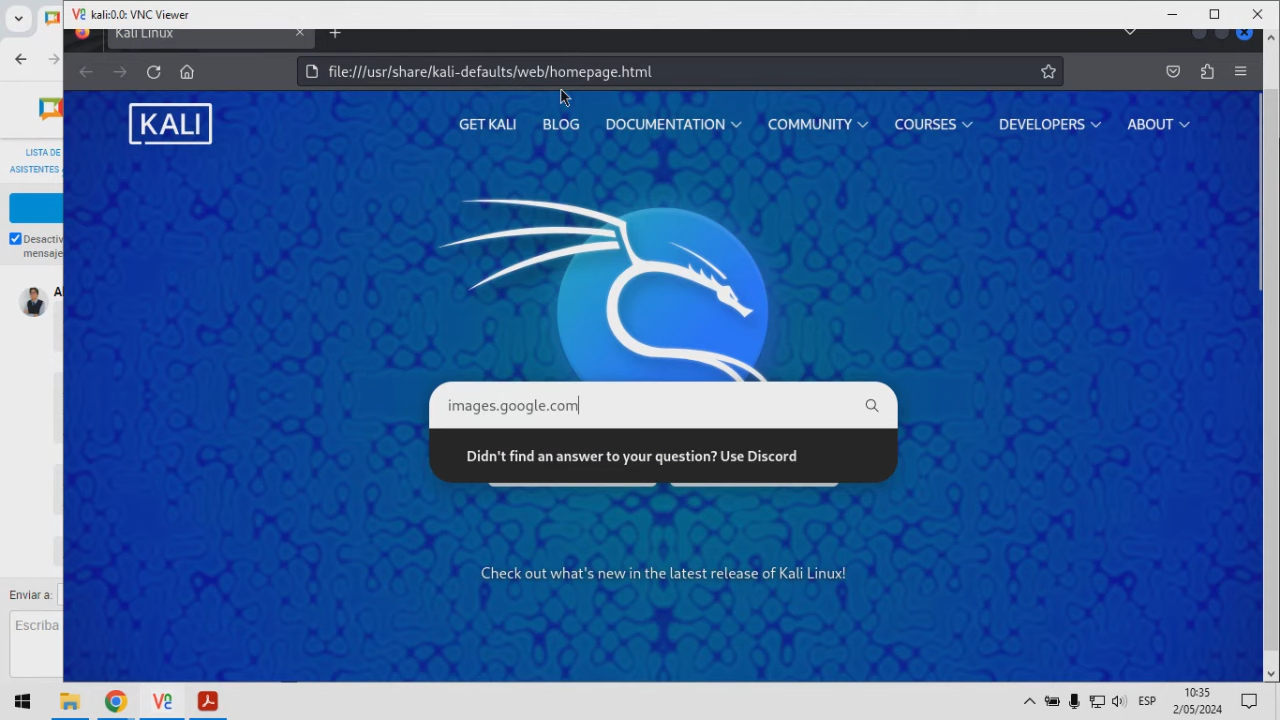 kali:0.0: VNC Viewer
Kali Linux
file:///usr/share/kali-defaults/web/homepage.html
KALI
GET KALI BLOG DOCUMENTATION COMMUNITY COURSES DEVELOPERS ABOUT
LISTA DE
ASISTENTES
Desactiv
mensaje
images.google.com
Didn't find an answer to your question? Use Discord
Check out what's new in the latest release of Kali Linux!
Enviar a:
Escriba
ESP
10:35
2/05/2024